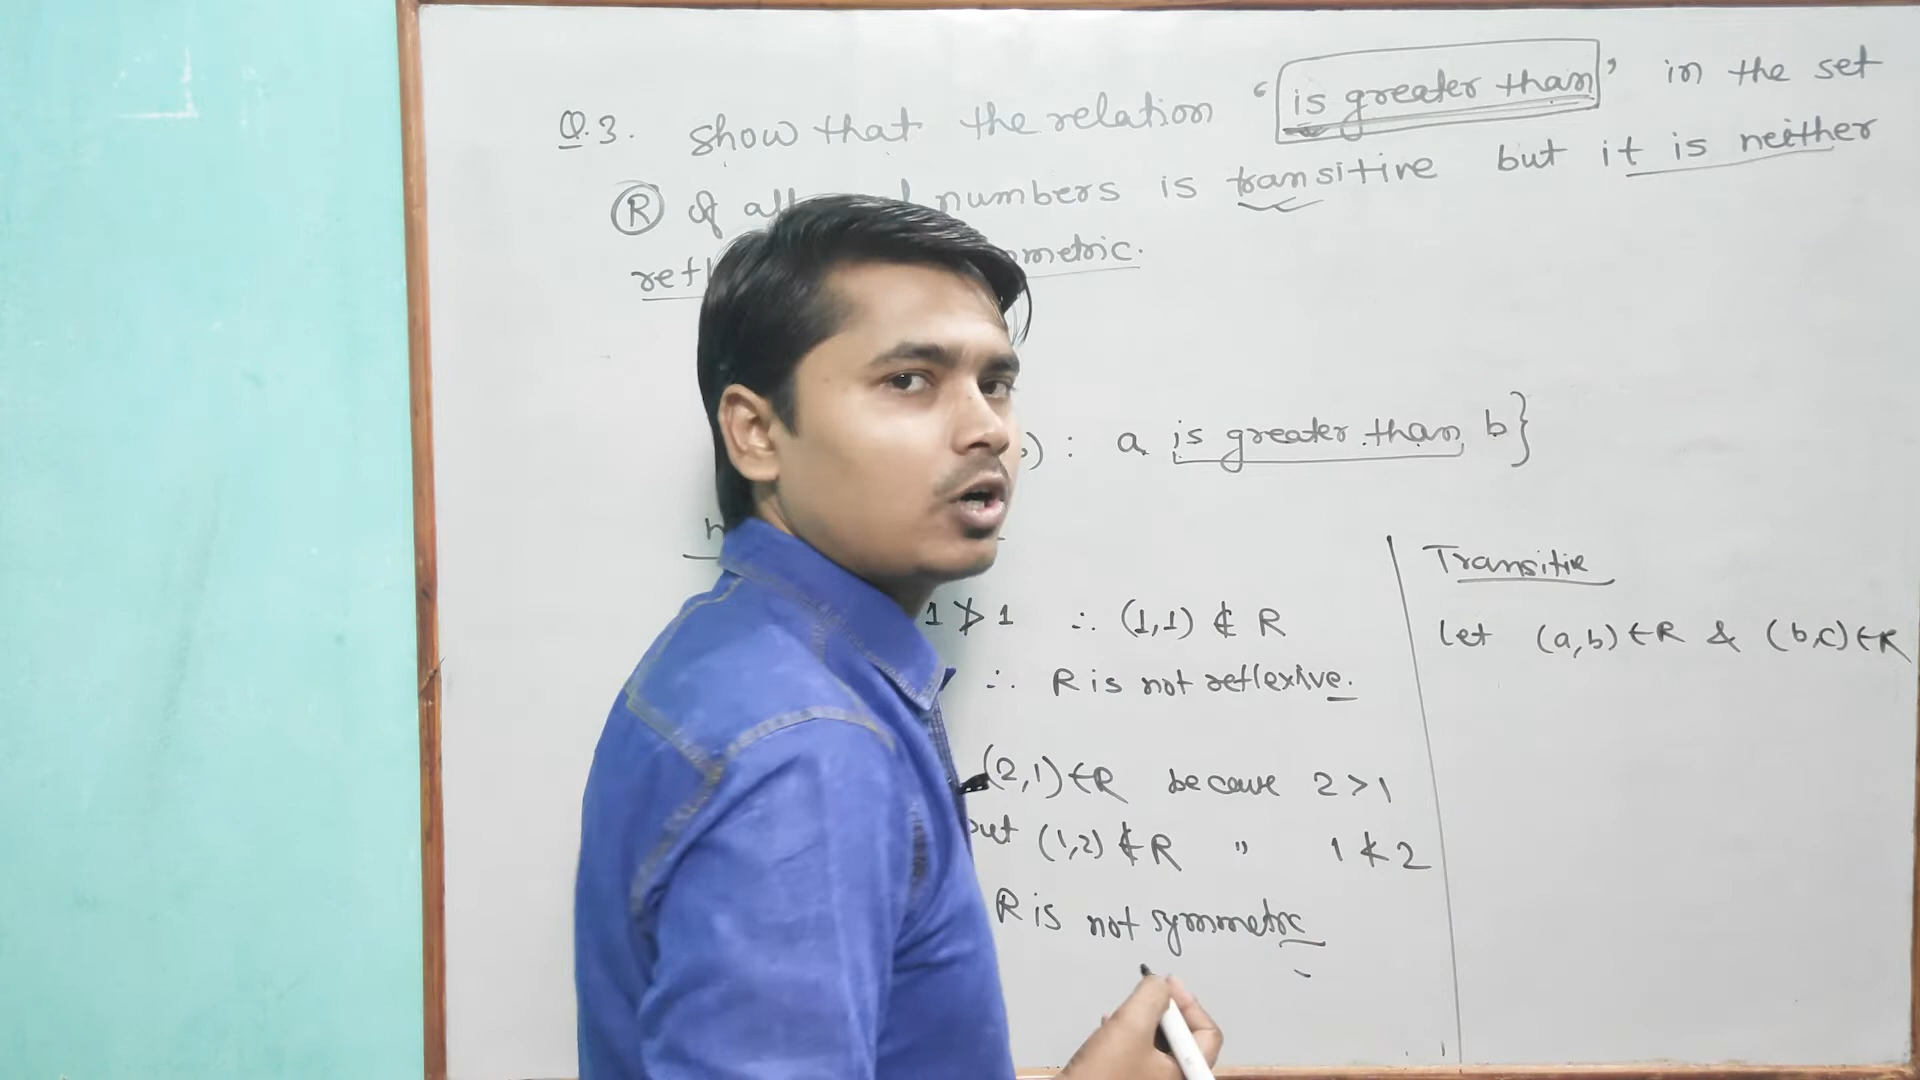 Q.3. show that the relation ‘is greater than’ in the set
R of all numbers is transitive but it is neither
: a is greater than b}
1 ≯ 1 ∴ (1,1) ∉ R
∴ R is not reflexive.
(2,1) ∈ R because 2 > 1
but (1,2) ∉ R " 1 ≮ 2
R is not symmetric
Transitive
Let (a,b) ∈ R & (b,c) ∈ R